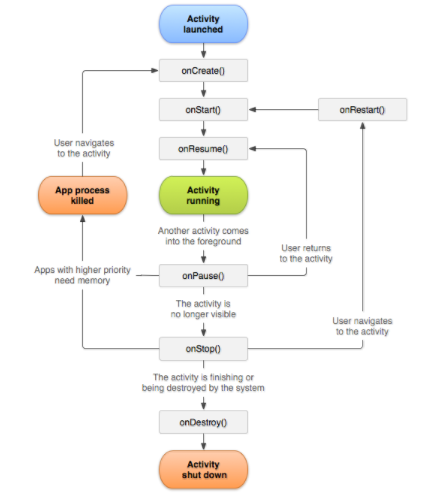 Activity
launched
onCreate()
onStart()
onRestart()
User navigates
to the activity
onResume()
App process
killed
Activity
running
Another activity comes
into the foreground
User returns
to the activity
Apps with higher priority
need memory
onPause()
The activity is
no longer visible
User navigates
to the activity
onStop()
The activity is finishing or
being destroyed by the system
onDestroy()
Activity
shut down